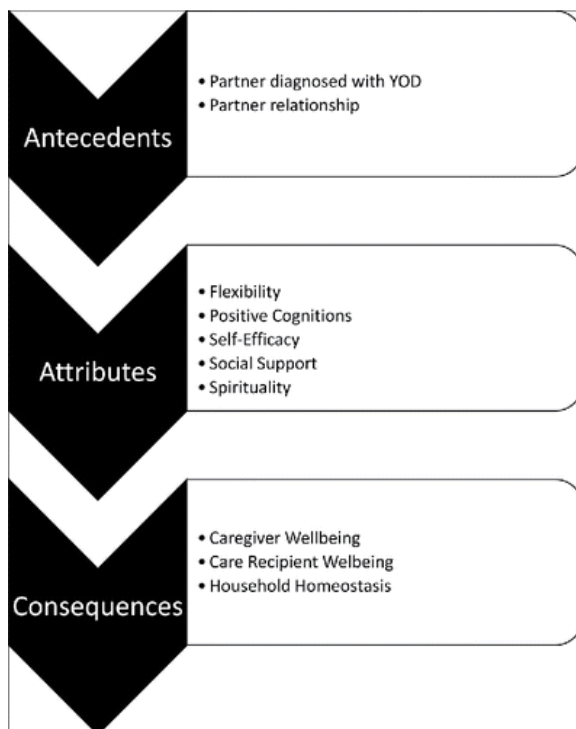 Antecedents
• Partner diagnosed with YOD
• Partner relationship
Attributes
• Flexibility
• Positive Cognitions
• Self-Efficacy
• Social Support
• Spirituality
Consequences
• Caregiver Wellbeing
• Care Recipient Welbeing
• Household Homeostasis